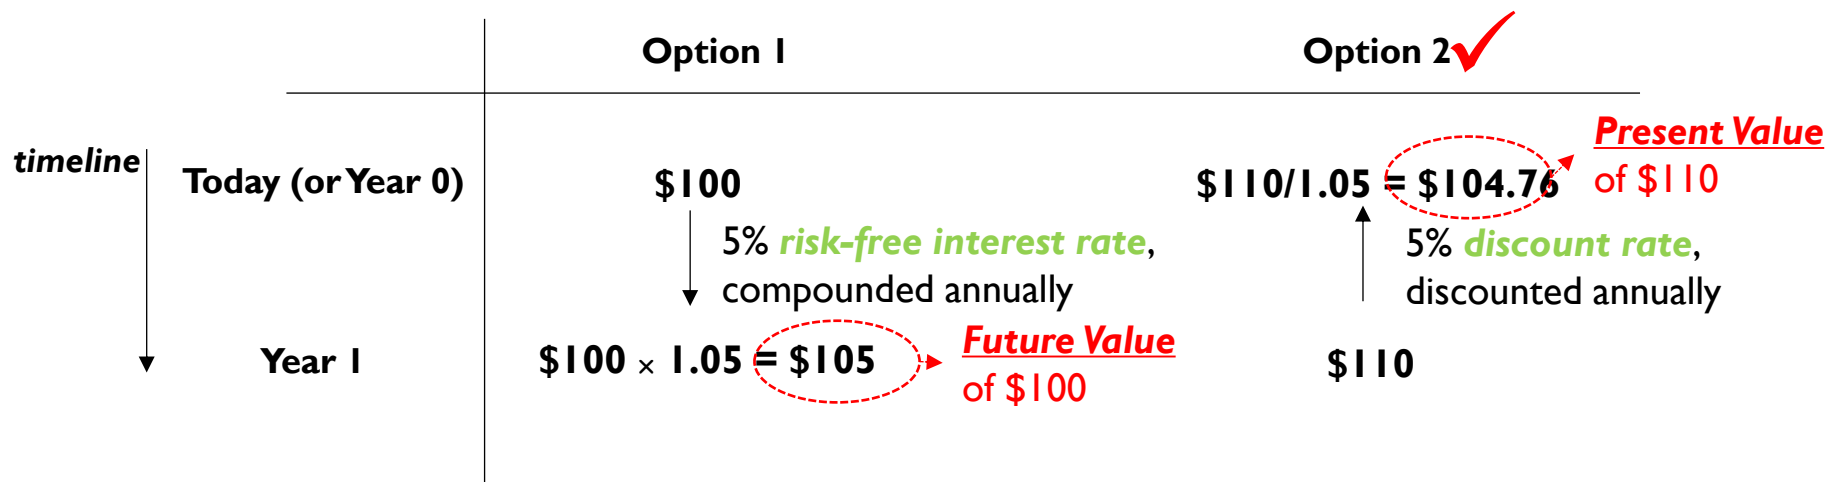 Option 1 Option 2
timeline
Today (or Year 0) $100 $110/1.05 = $104.76
Present Value
of $110
5% risk-free interest rate,
compounded annually
5% discount rate,
discounted annually
Year 1 $100 × 1.05 = $105
Future Value
of $100
$110